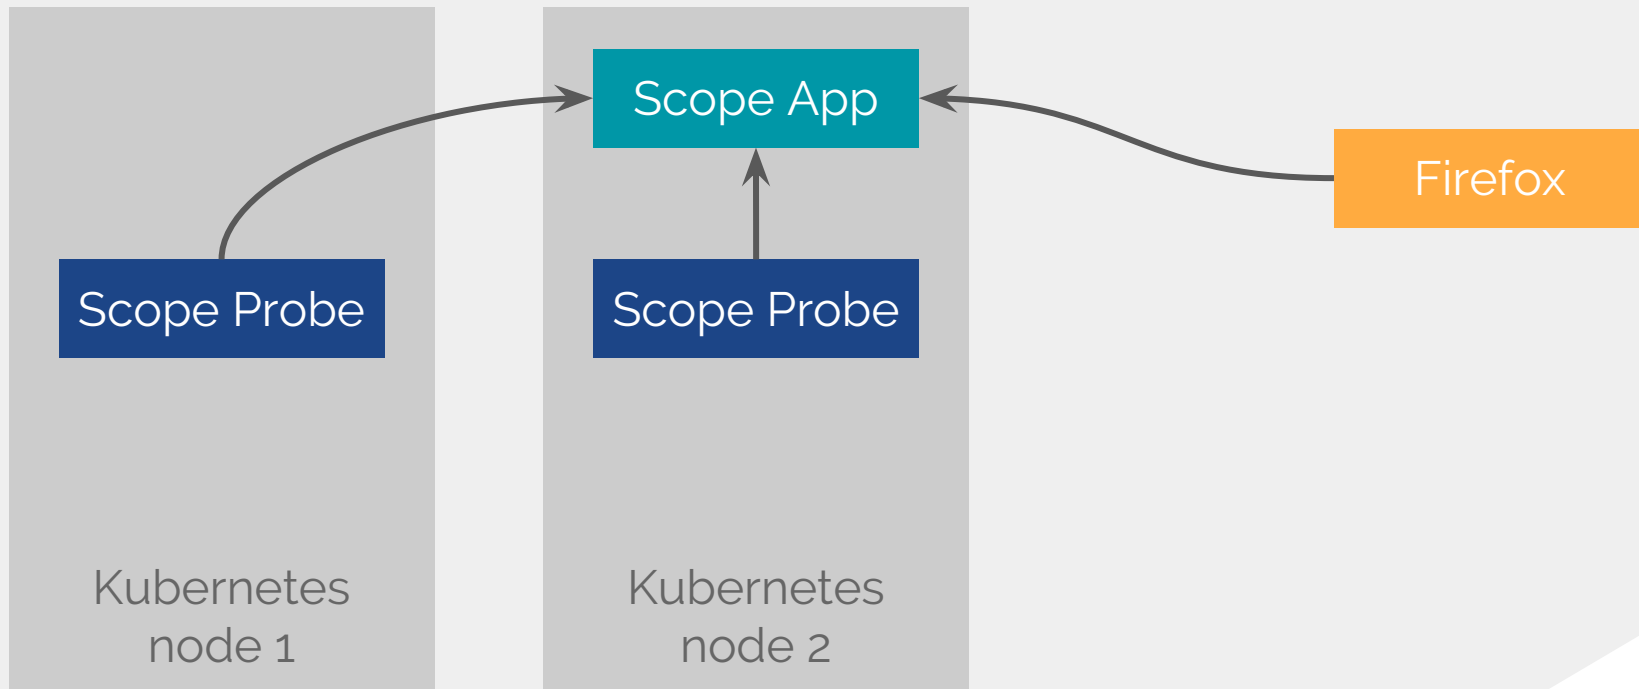 Scope App
Firefox
Scope Probe
Scope Probe
Kubernetes
node 1
Kubernetes
node 2